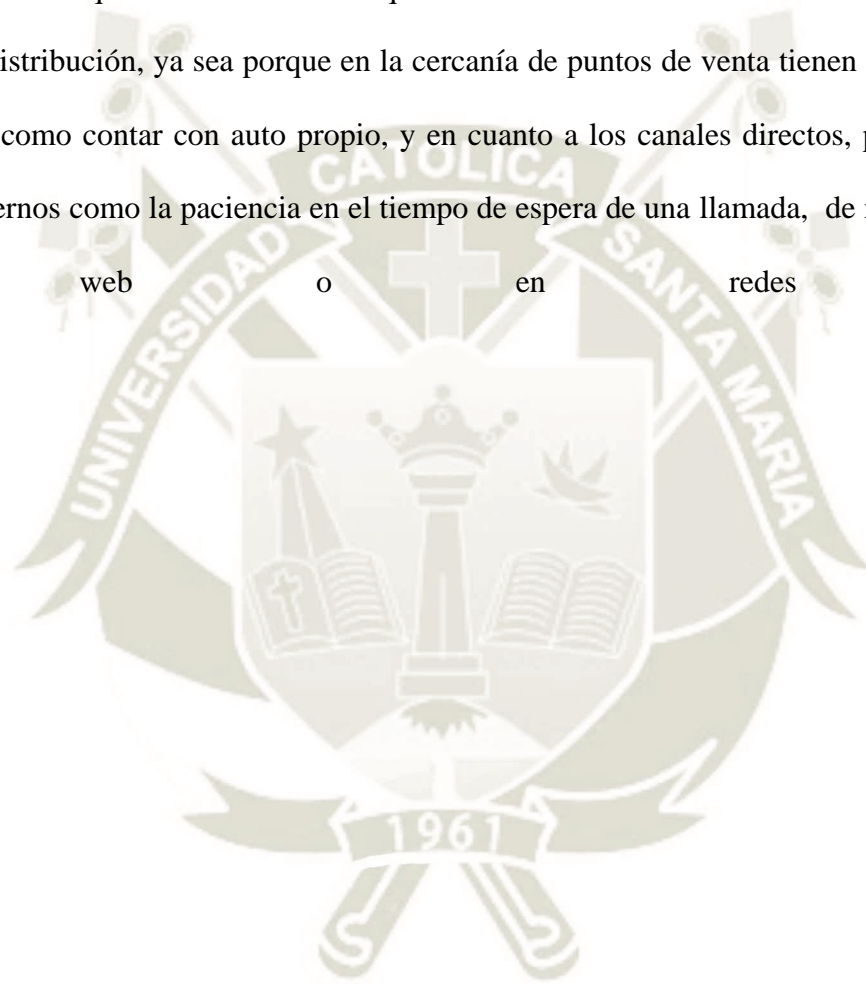 istribución, ya sea porque en la cercanía de puntos de venta tienen
como contar con auto propio, y en cuanto a los canales directos, p
ernos como la paciencia en el tiempo de espera de una llamada, de
web o en redes
UNIVERSIDAD CATOLICA SANTA MARIA
1961